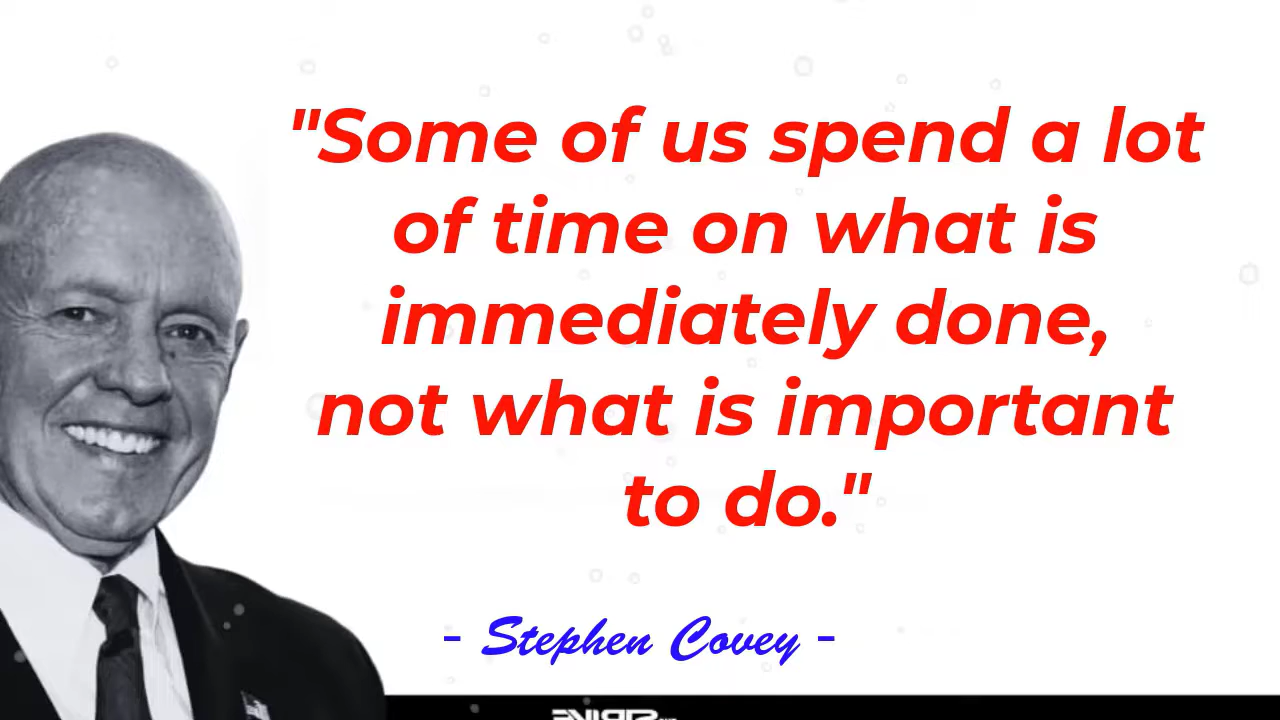 "Some of us spend a lot
of time on what is
immediately done,
not what is important
to do."
- Stephen Covey -